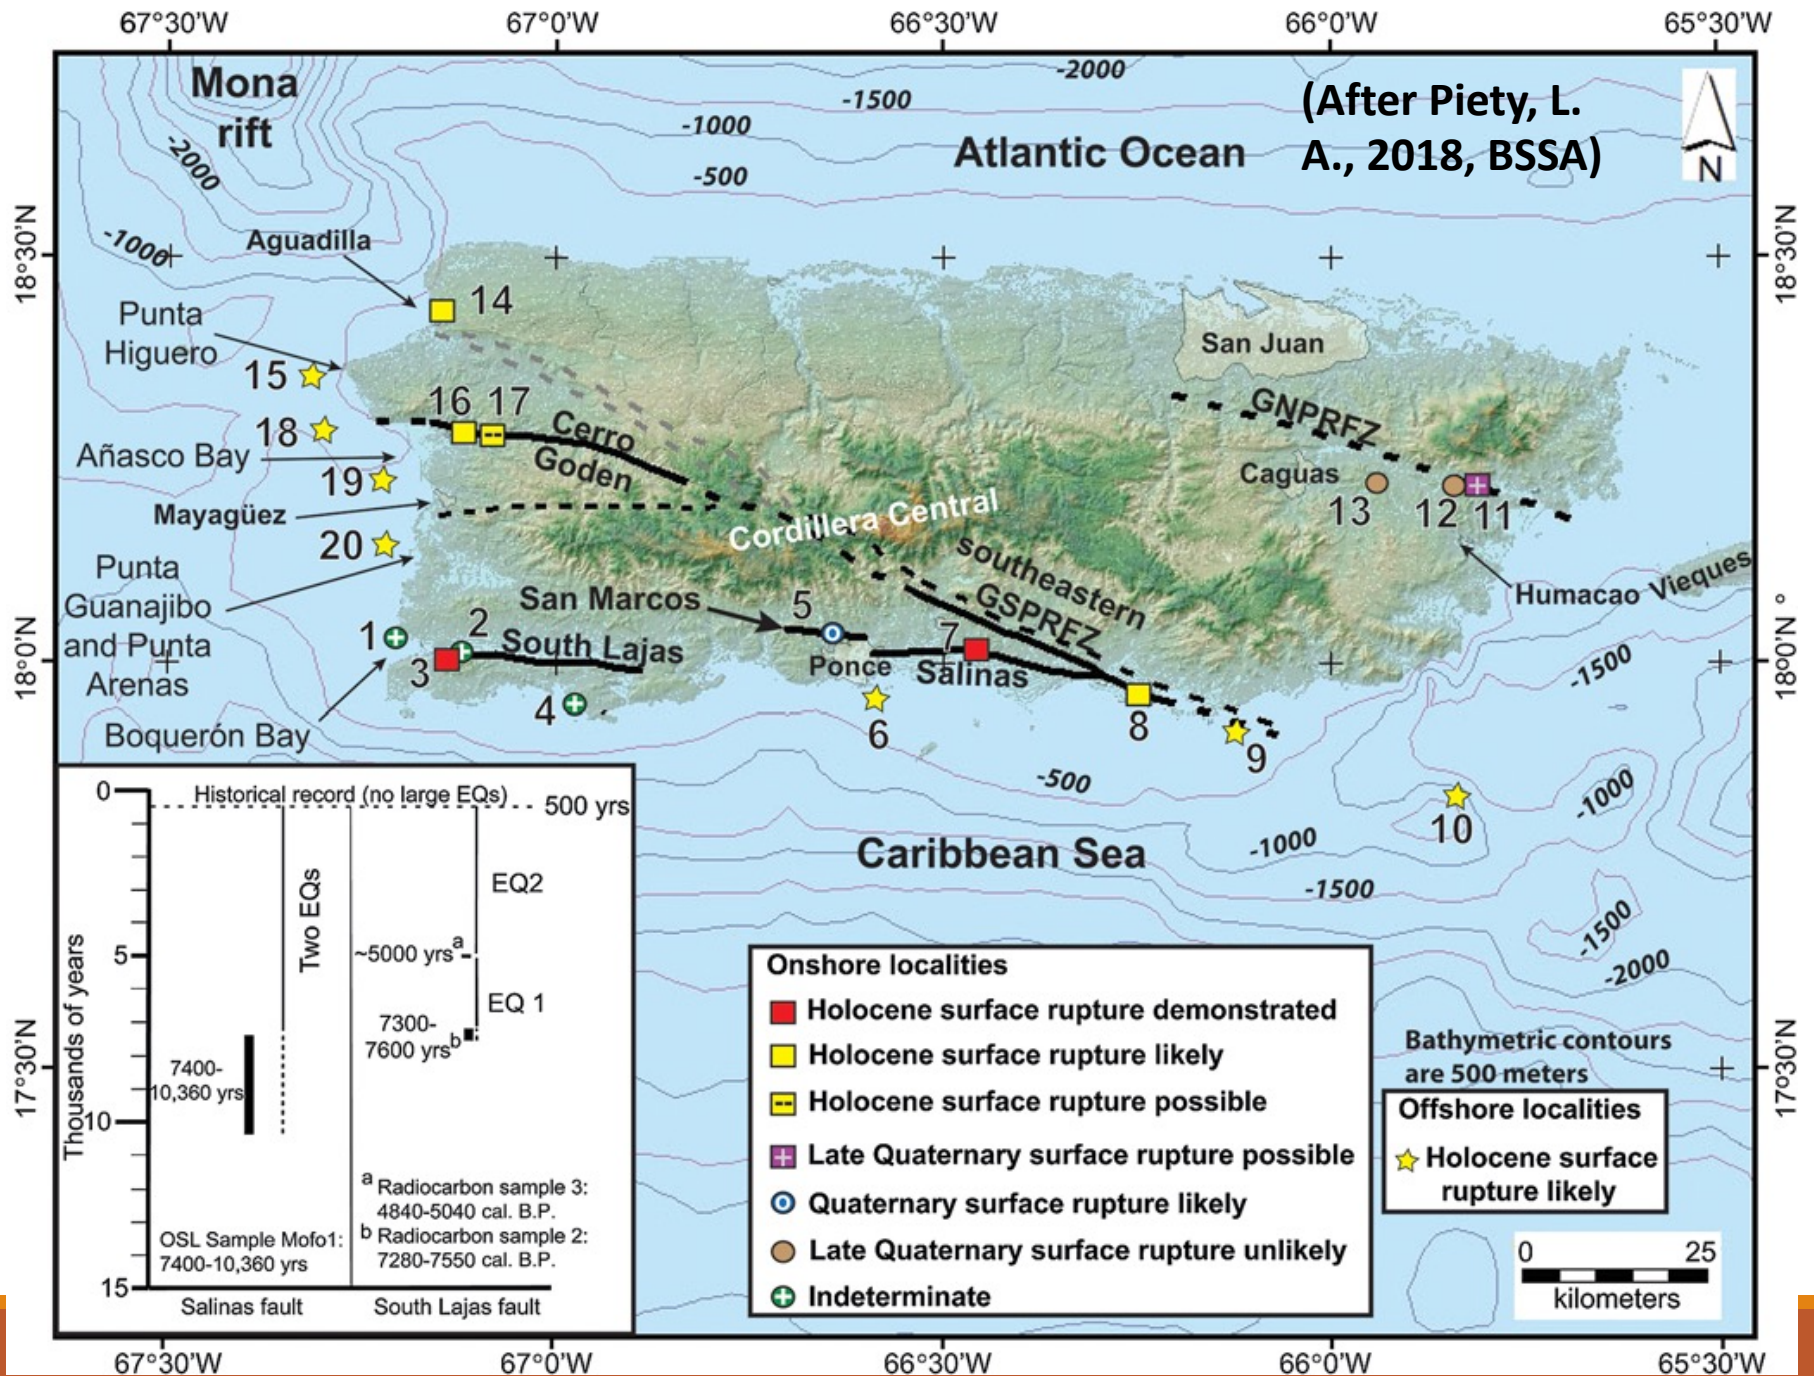 67°30'W
67°0'W
66°30'W
66°0'W
65°30'W
Mona
rift
-2000
-2000
-1500
-1000
-500
-1000
Atlantic Ocean
(After Piety, L.
A., 2018, BSSA)
N
18°30'N
18°30'N
Aguadilla
14
Punta
Higuero
15
San Juan
16 17
18
Cerro
Goden
GNPRFZ
Añasco Bay
19
Caguas
13
12
11
Mayagüez
Cordillera Central
20
Punta
Guanajibo
and Punta
Arenas
southeastern
GSPRFZ
Humacao
Vieques
San Marcos
5
1
2
South Lajas
3
7
Ponce
Salinas
18°0'N
18°0'N
4
6
8
9
Boquerón Bay
10
-1500
-1000
-500
-1000
-1500
-1500
-2000
Caribbean Sea
0
Historical record (no large EQs)
500 yrs
Two EQs
EQ2
~5000 yrs a
5
EQ 1
7300-
7600 yrs b
7400-
10,360 yrs
10
Thousands of years
a Radiocarbon sample 3:
4840-5040 cal. B.P.
b Radiocarbon sample 2:
7280-7550 cal. B.P.
OSL Sample Mofo1:
7400-10,360 yrs
15
Salinas fault
South Lajas fault
Onshore localities
Holocene surface rupture demonstrated
Holocene surface rupture likely
Holocene surface rupture possible
Late Quaternary surface rupture possible
Quaternary surface rupture likely
Late Quaternary surface rupture unlikely
Indeterminate
Bathymetric contours
are 500 meters
Offshore localities
Holocene surface
rupture likely
0 25
kilometers
17°30'N
17°30'N
67°30'W
67°0'W
66°30'W
66°0'W
65°30'W